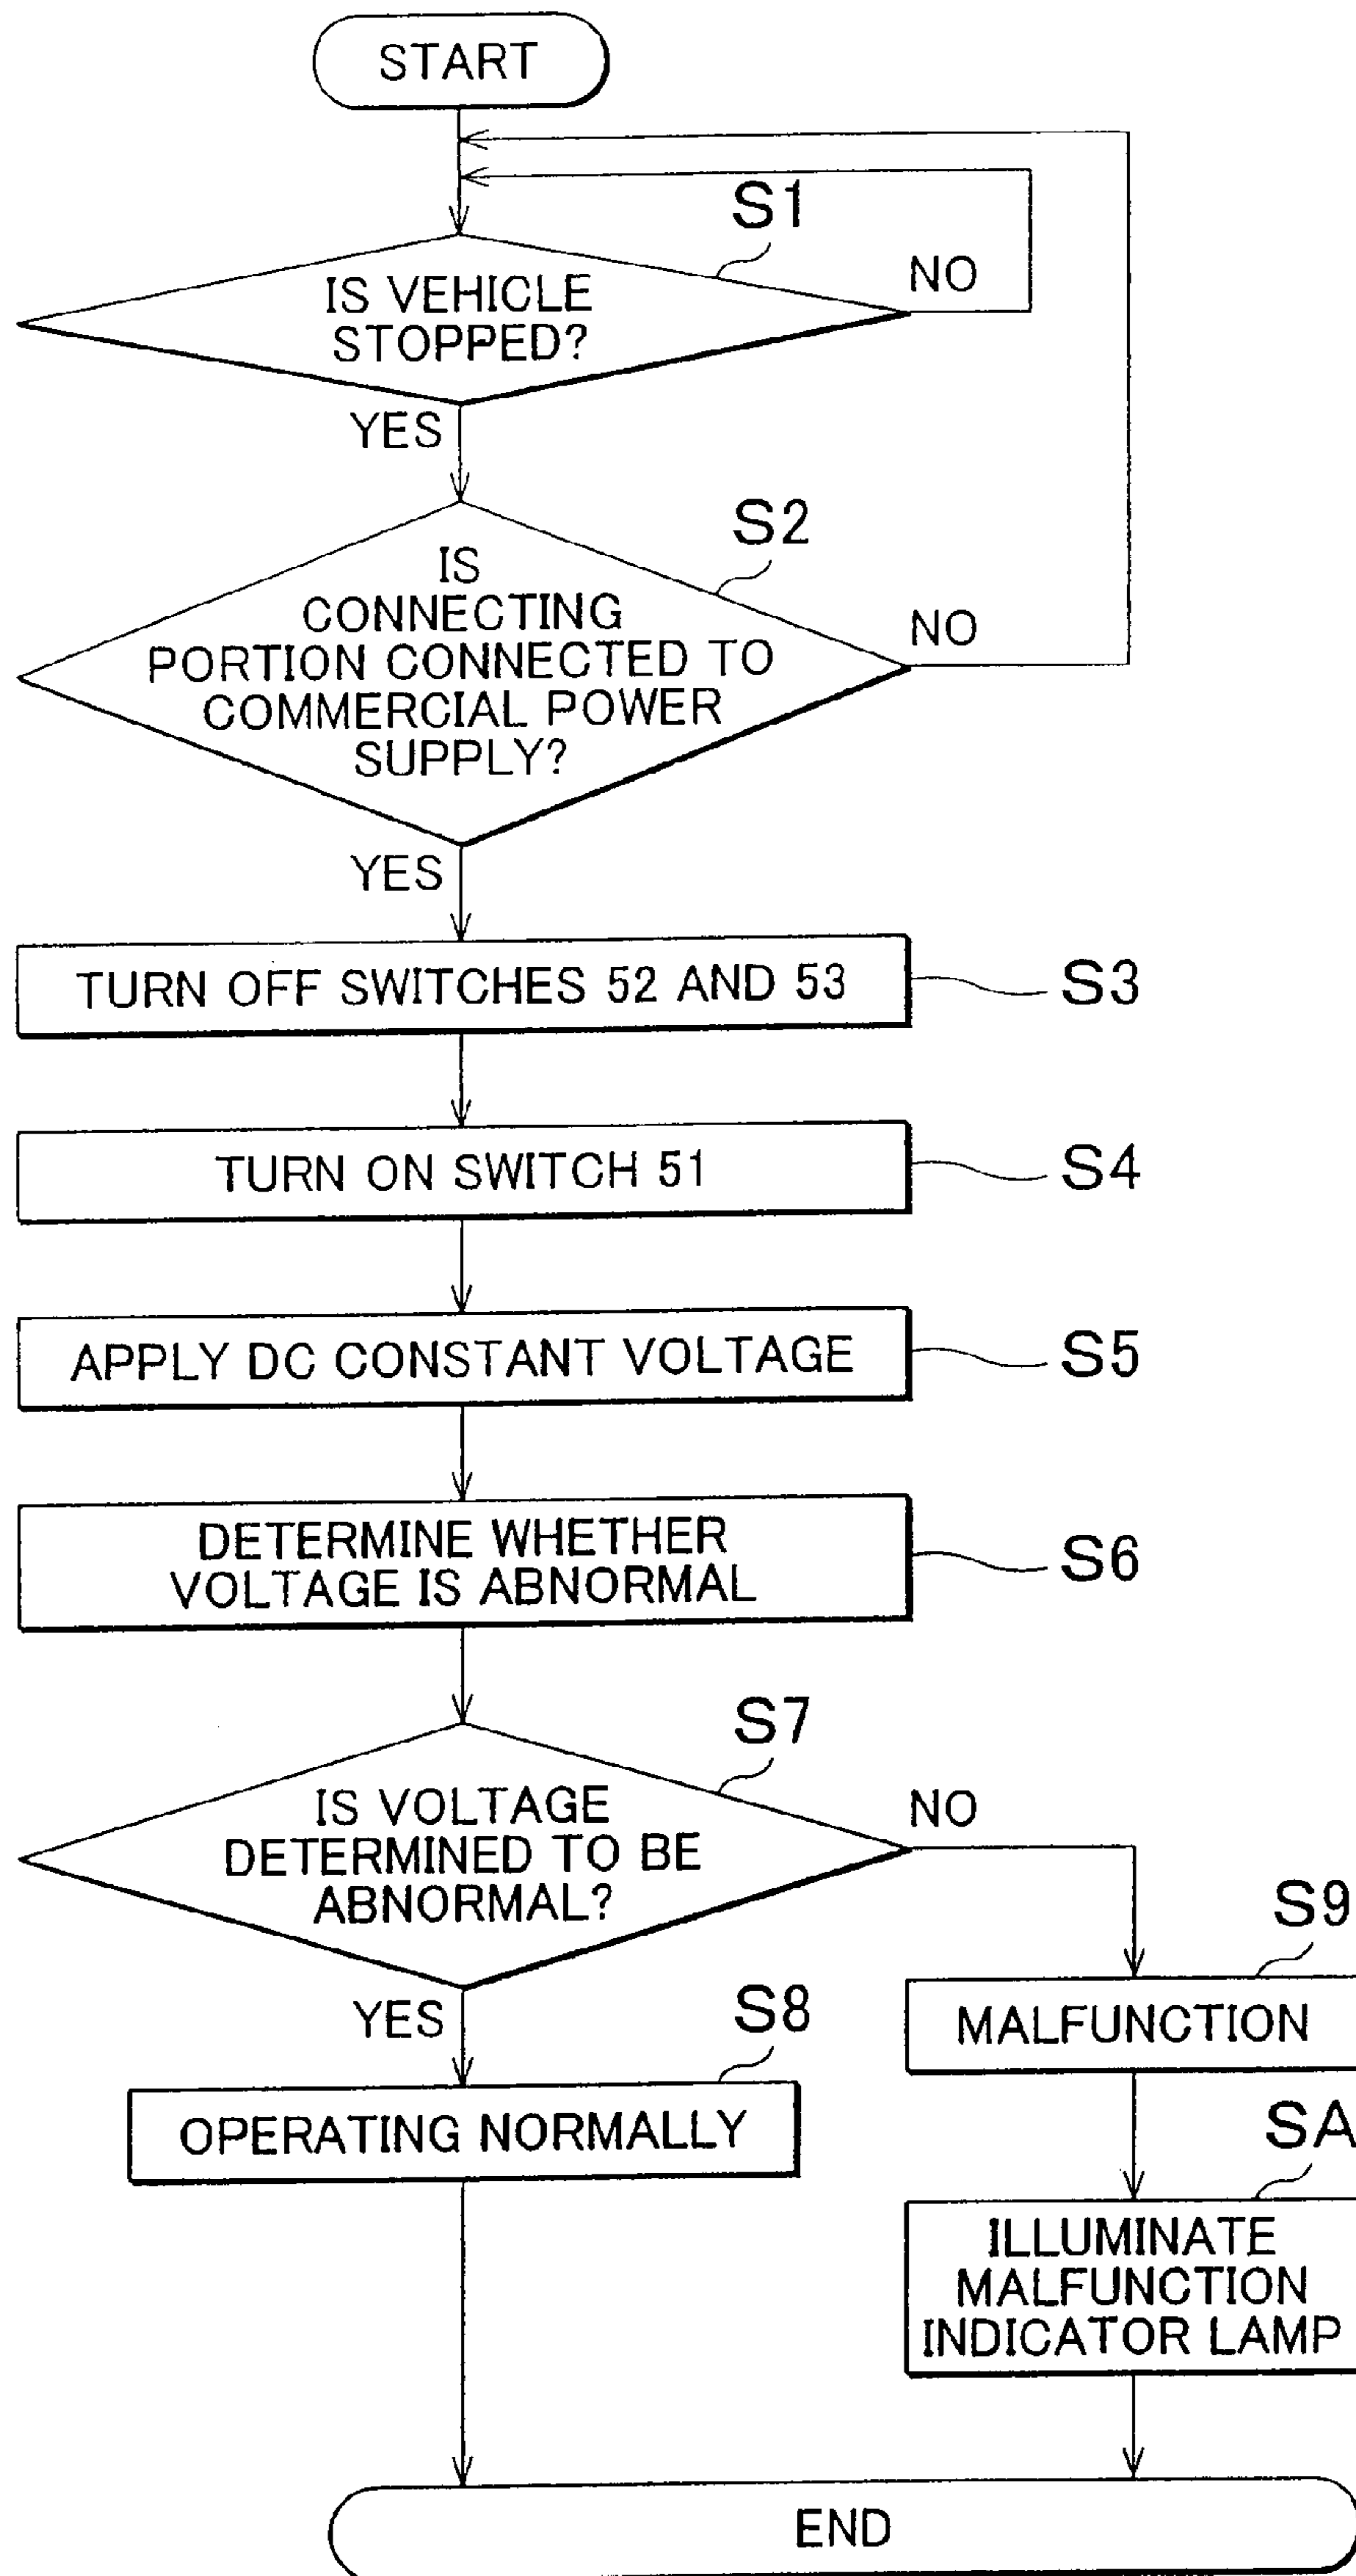 START
S1
IS VEHICLE
STOPPED?
NO
YES
S2
IS
CONNECTING
PORTION CONNECTED TO
COMMERCIAL POWER
SUPPLY?
NO
YES
TURN OFF SWITCHES 52 AND 53
S3
TURN ON SWITCH 51
S4
APPLY DC CONSTANT VOLTAGE
S5
DETERMINE WHETHER
VOLTAGE IS ABNORMAL
S6
S7
IS VOLTAGE
DETERMINED TO BE
ABNORMAL?
NO
YES
S8
OPERATING NORMALLY
S9
MALFUNCTION
SA
ILLUMINATE
MALFUNCTION
INDICATOR LAMP
END